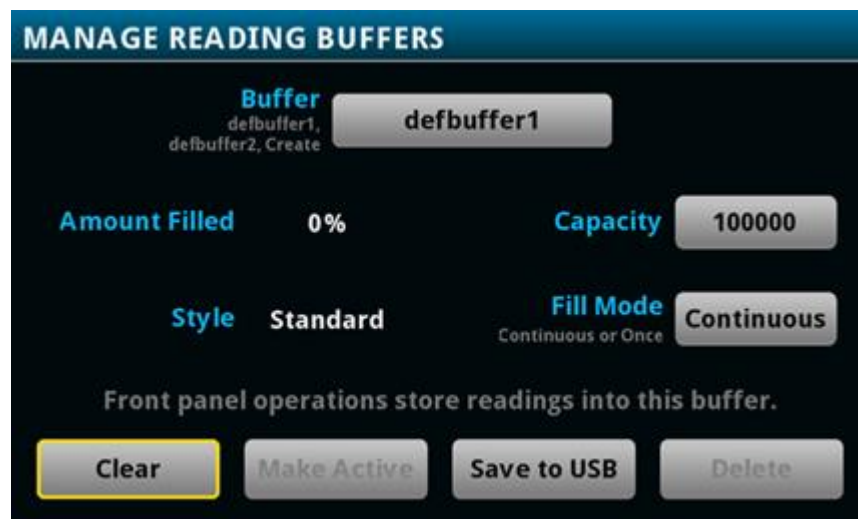 MANAGE READING BUFFERS
Buffer
defbuffer1,
defbuffer2, Create
defbuffer1
Amount Filled 0% Capacity 100000
Style Standard Fill Mode
Continuous or Once
Continuous
Front panel operations store readings into this buffer.
Clear Make Active Save to USB Delete